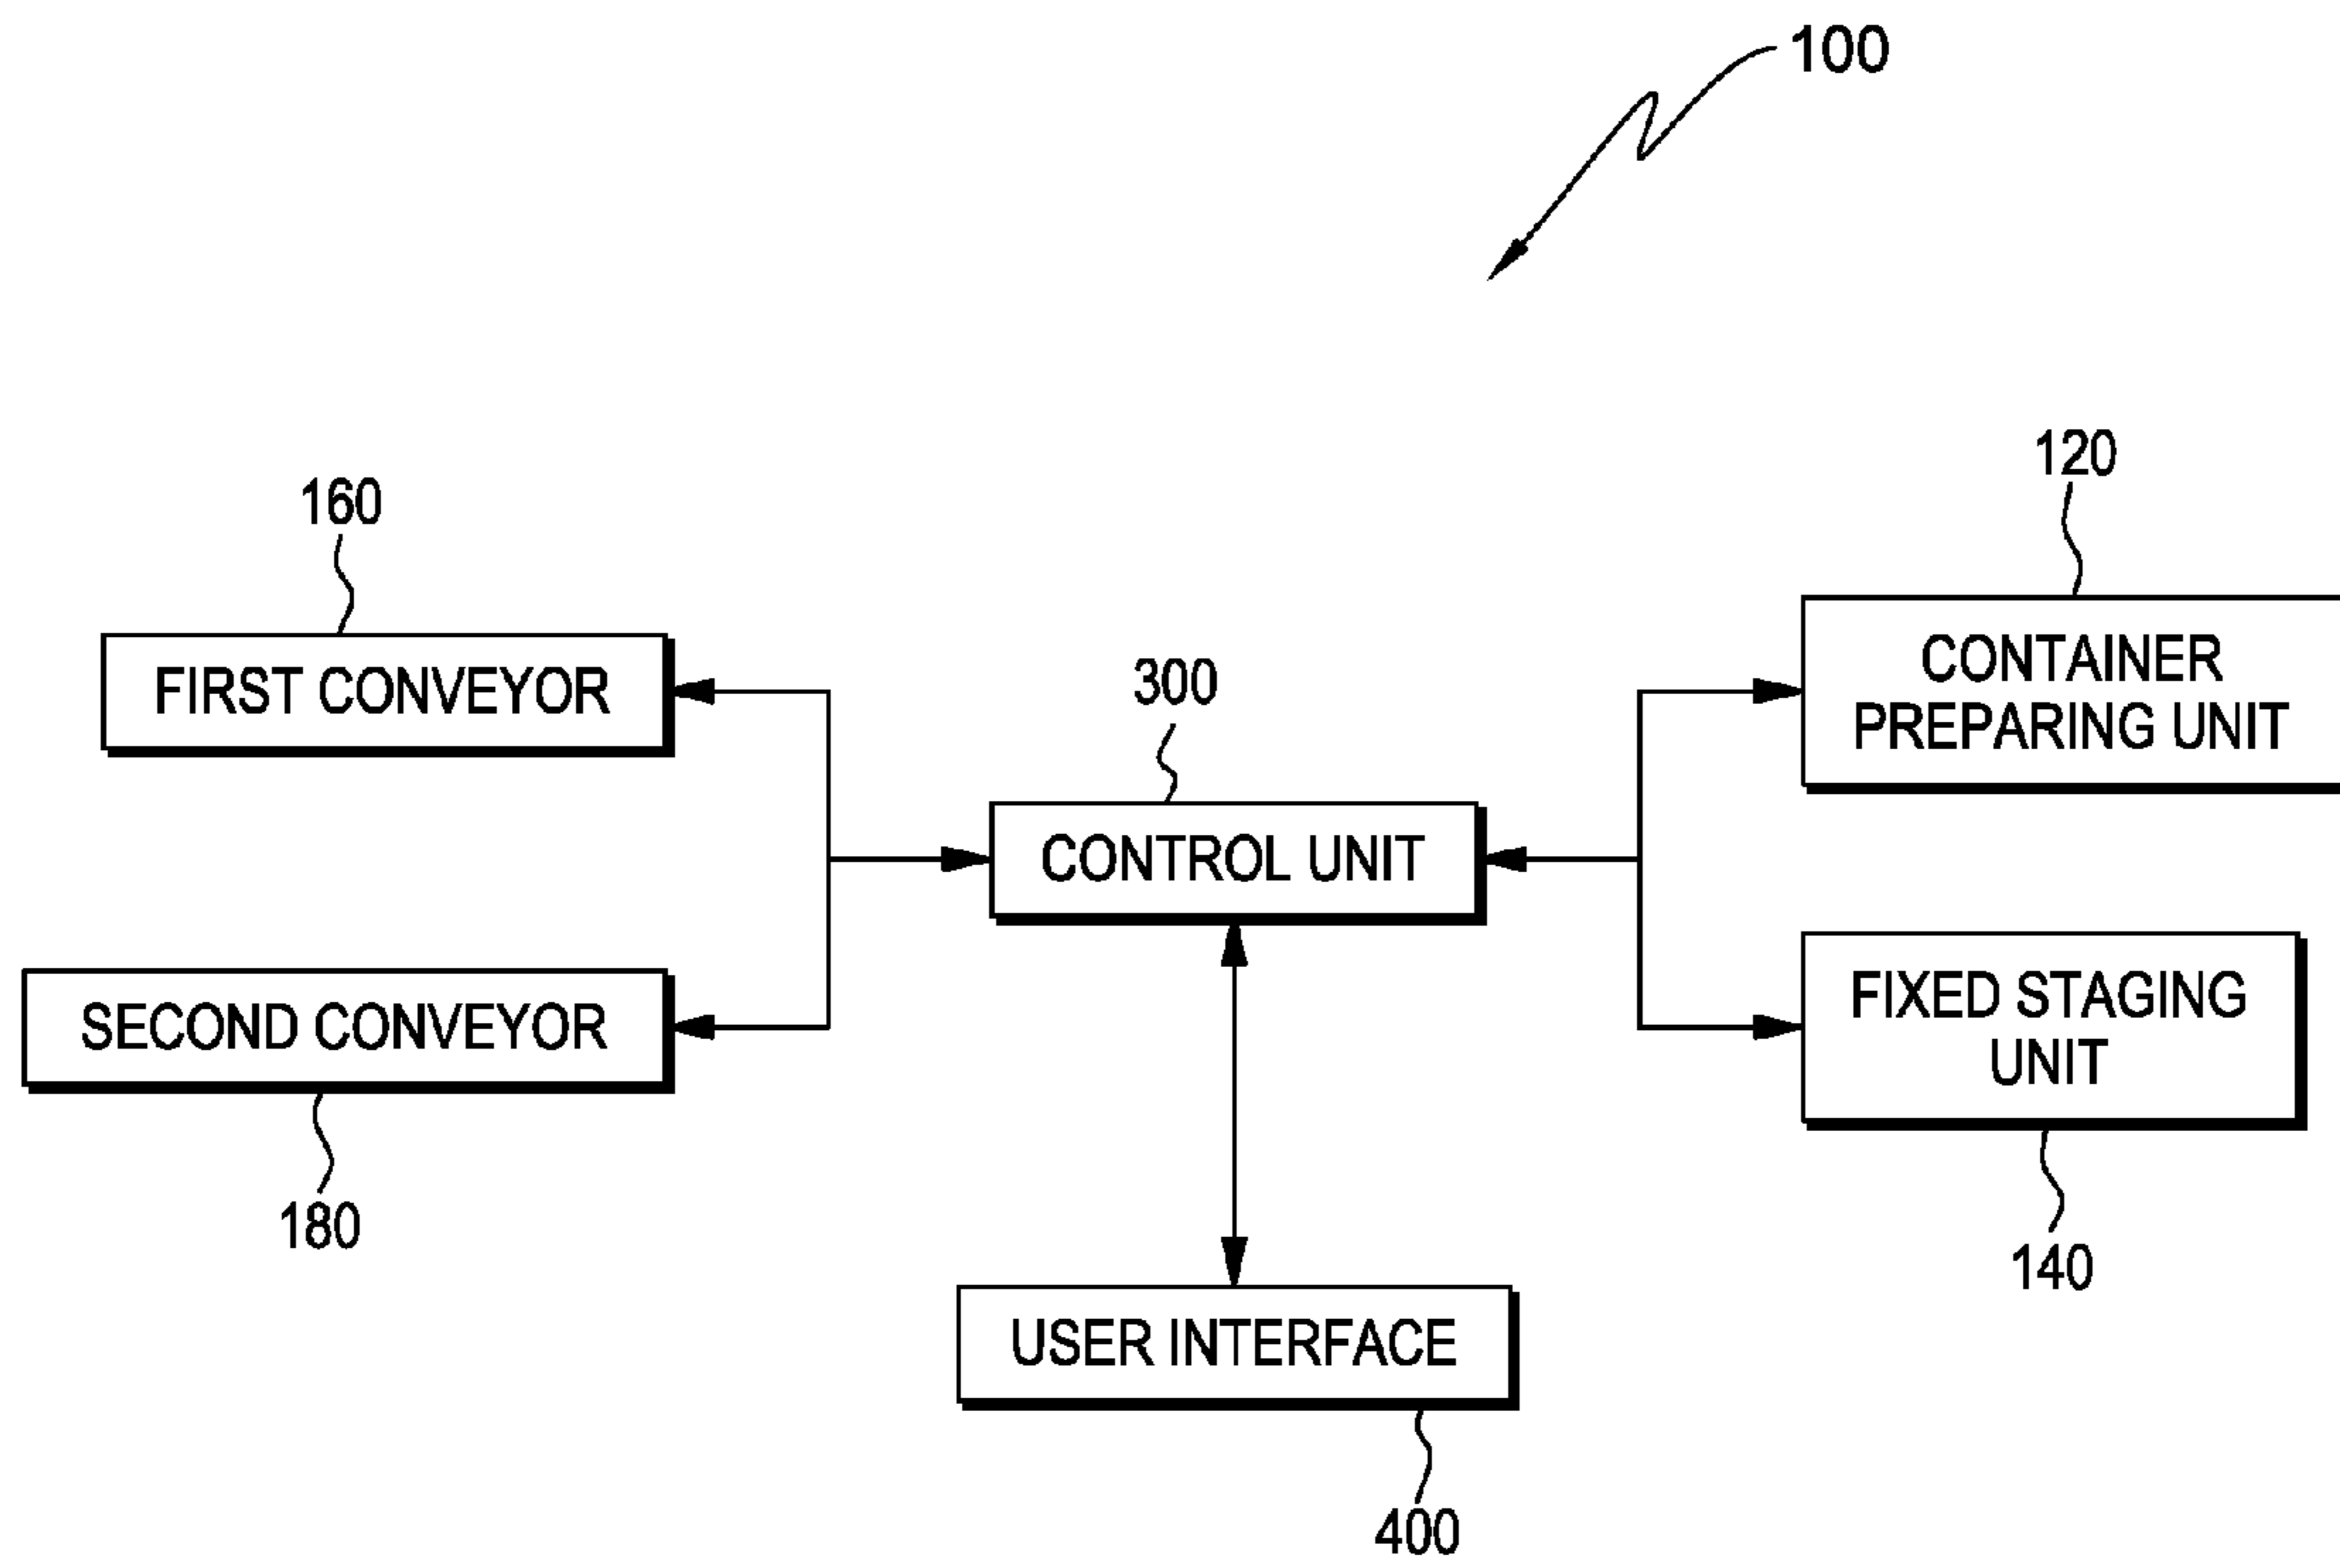 100
120
160
CONTAINER
PREPARING UNIT
FIRST CONVEYOR
300
CONTROL UNIT
FIXED STAGING
UNIT
SECOND CONVEYOR
180
140
USER INTERFACE
400